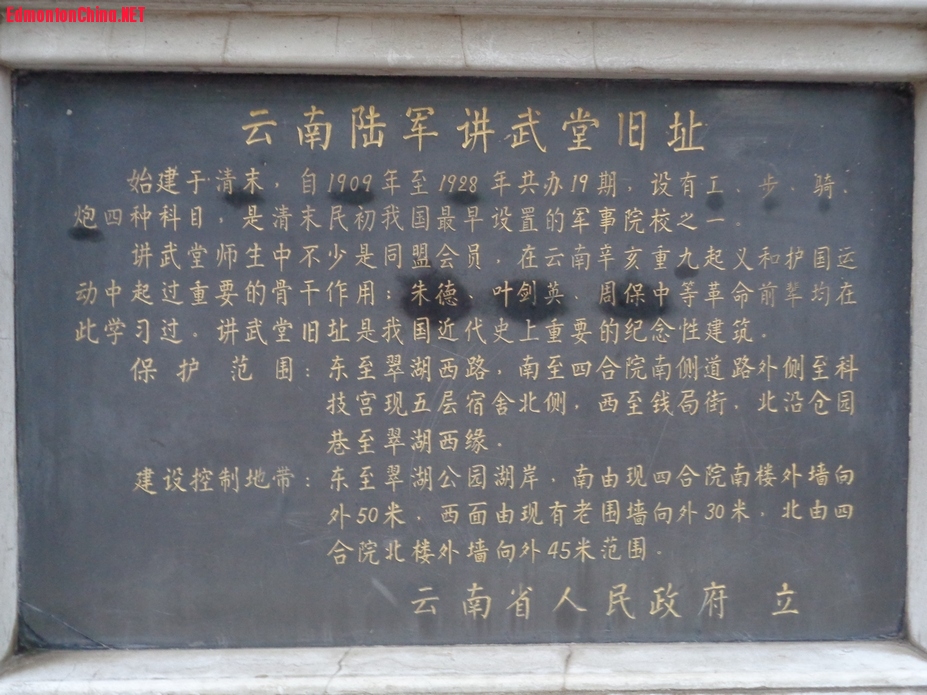 EdmontonChina.NET
云南陆军讲武堂旧址
始建于清末，自1909年至1928年共办19期，设有工、步、骑、
炮四种科目，是清末民初我国最早设置的军事院校之一．
讲武堂师生中不少是同盟会员，在云南辛亥重九起义和护国运
动中起过重要的骨干作用；朱德、叶剑英、周保中等革命前辈均在
此学习过．讲武堂旧址是我国近代史上重要的纪念性建筑．
保护范围：东至翠湖西路，南至四合院南侧道路外侧至科
技宫现五层宿舍北侧，西至钱局街，北沿仓园
巷至翠湖西缘．
建设控制地带：东至翠湖公园湖岸，南由现四合院南楼外墙向
外50米，西面由现有老围墙向外30米，北由四
合院北楼外墙向外45米范围．
云南省人民政府 立